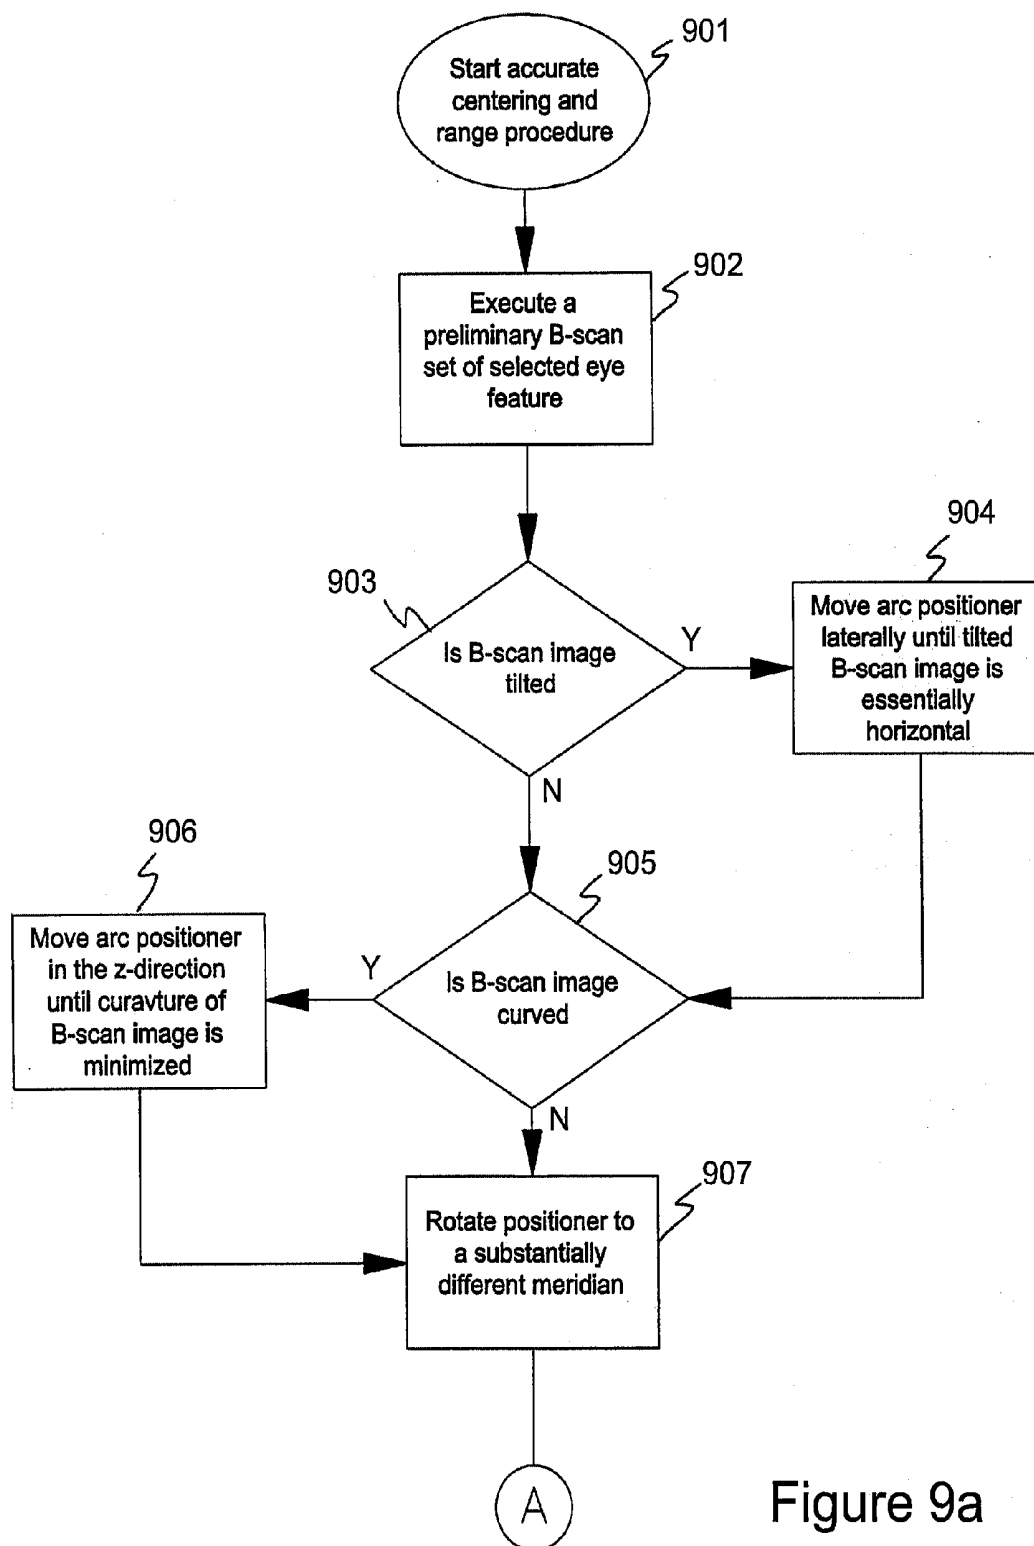 901
Start accurate
centering and
range procedure
902
Execute a
preliminary B-scan
set of selected eye
feature
903
Is B-scan image
tilted
Y
N
904
Move arc positioner
laterally until tilted
B-scan image is
essentially
horizontal
905
Is B-scan image
curved
Y
N
906
Move arc positioner
in the z-direction
until curavture of
B-scan image is
minimized
907
Rotate positioner to
a substantially
different meridian
A
Figure 9a